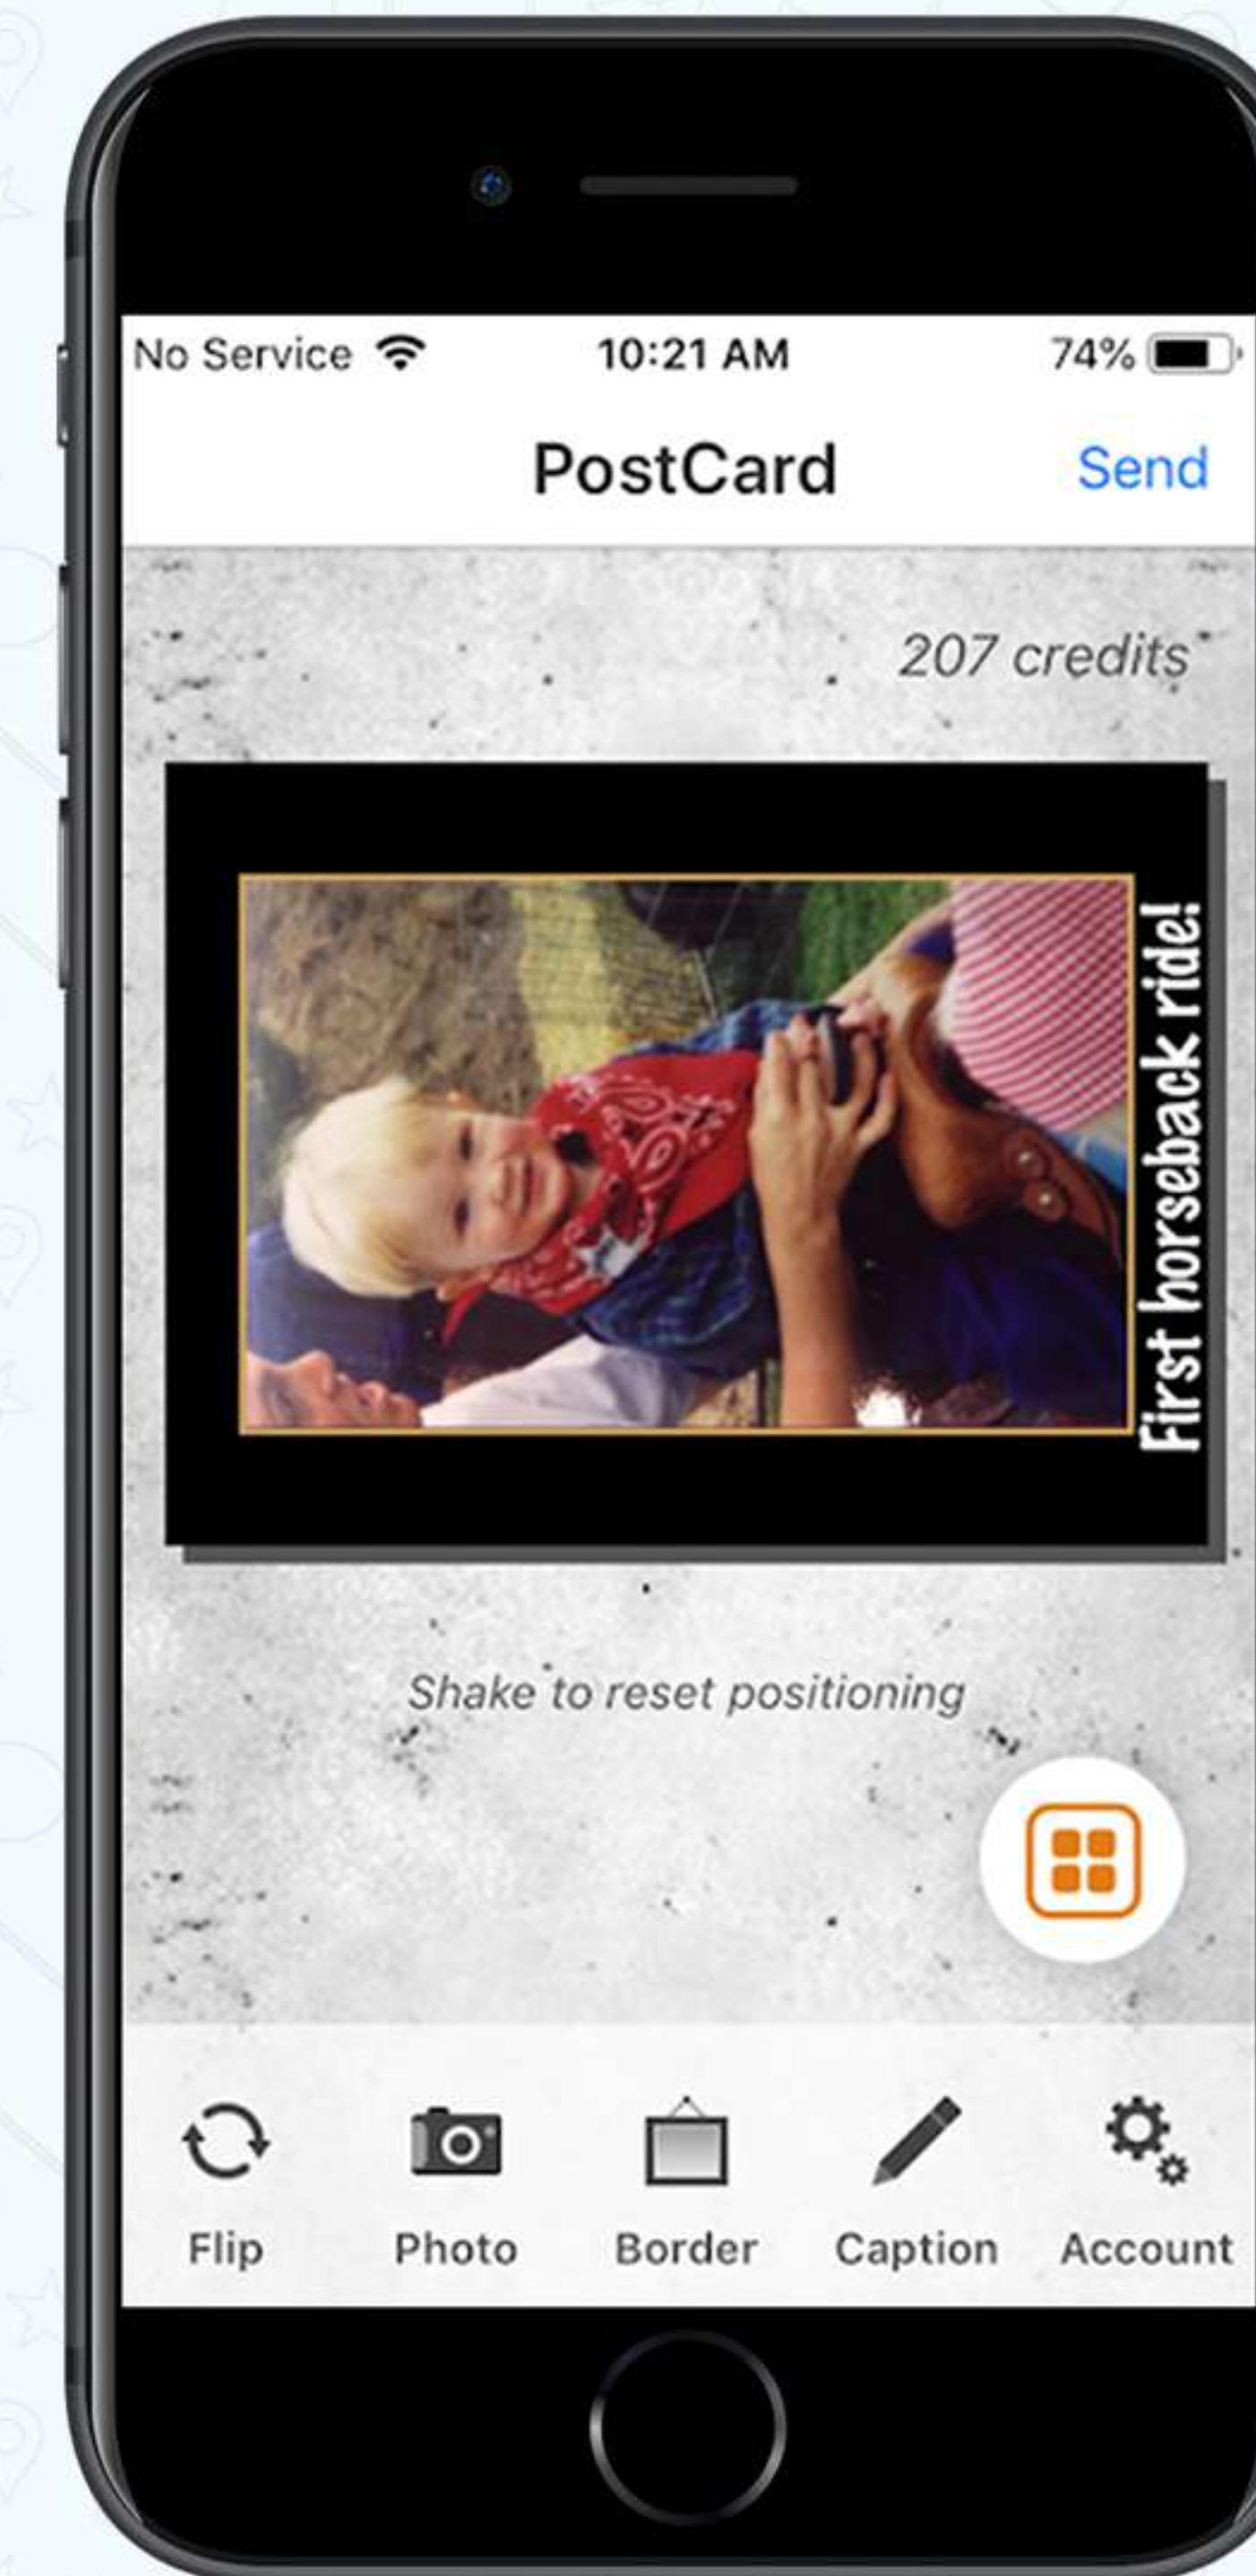 No Service 10:21 AM 74%
PostCard Send
207 credits
First horseback ride!
Shake to reset positioning
Flip Photo Border Caption Account